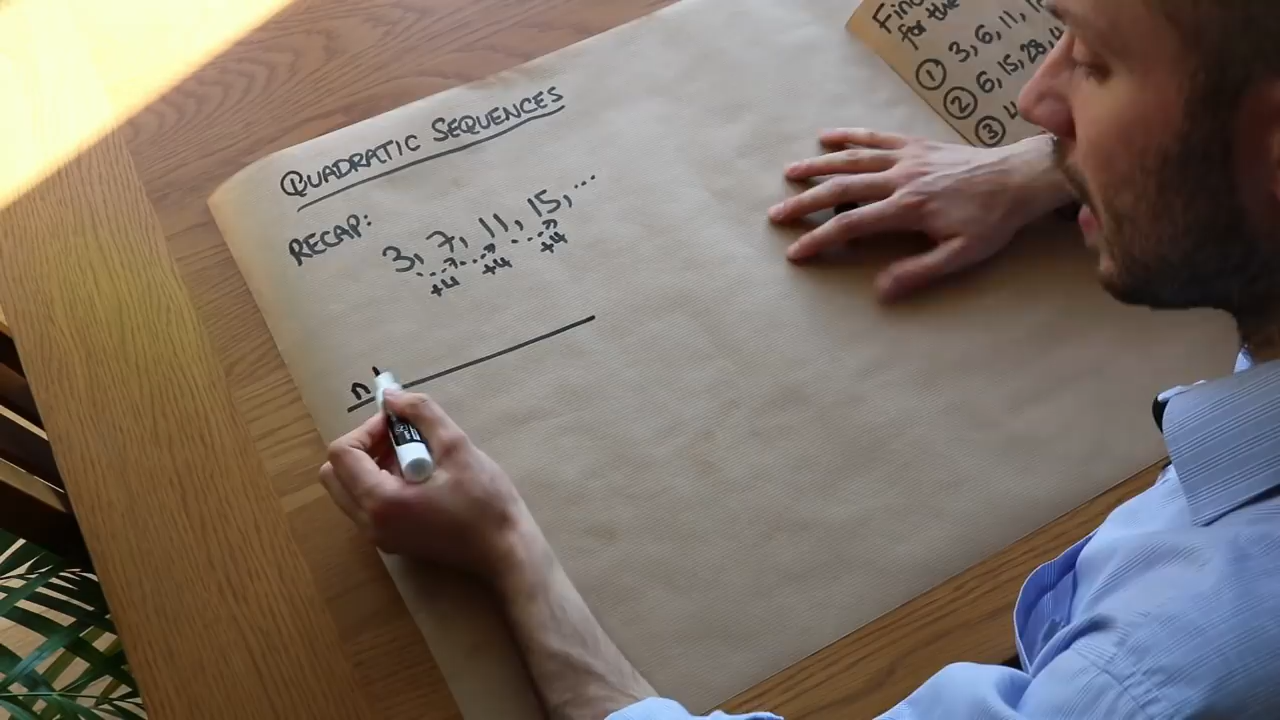 QUADRATIC SEQUENCES
RECAP:
3, 7, 11, 15, ...
+4 +4 +4
n
for the
① 3, 6, 11,
② 6, 15, 28,
③